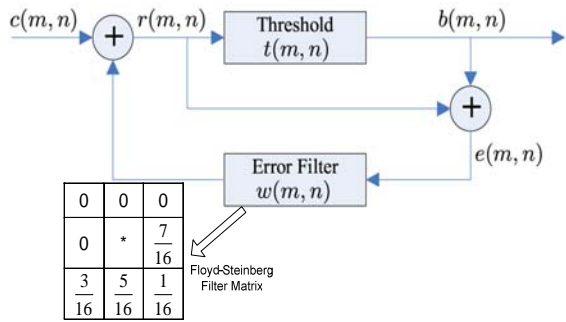 c(m, n)
+
r(m, n)
Threshold
t(m, n)
b(m, n)
+
e(m, n)
Error Filter
w(m, n)
0 0 0
0 * 7/16
3/16 5/16 1/16
Floyd-Steinberg
Filter Matrix